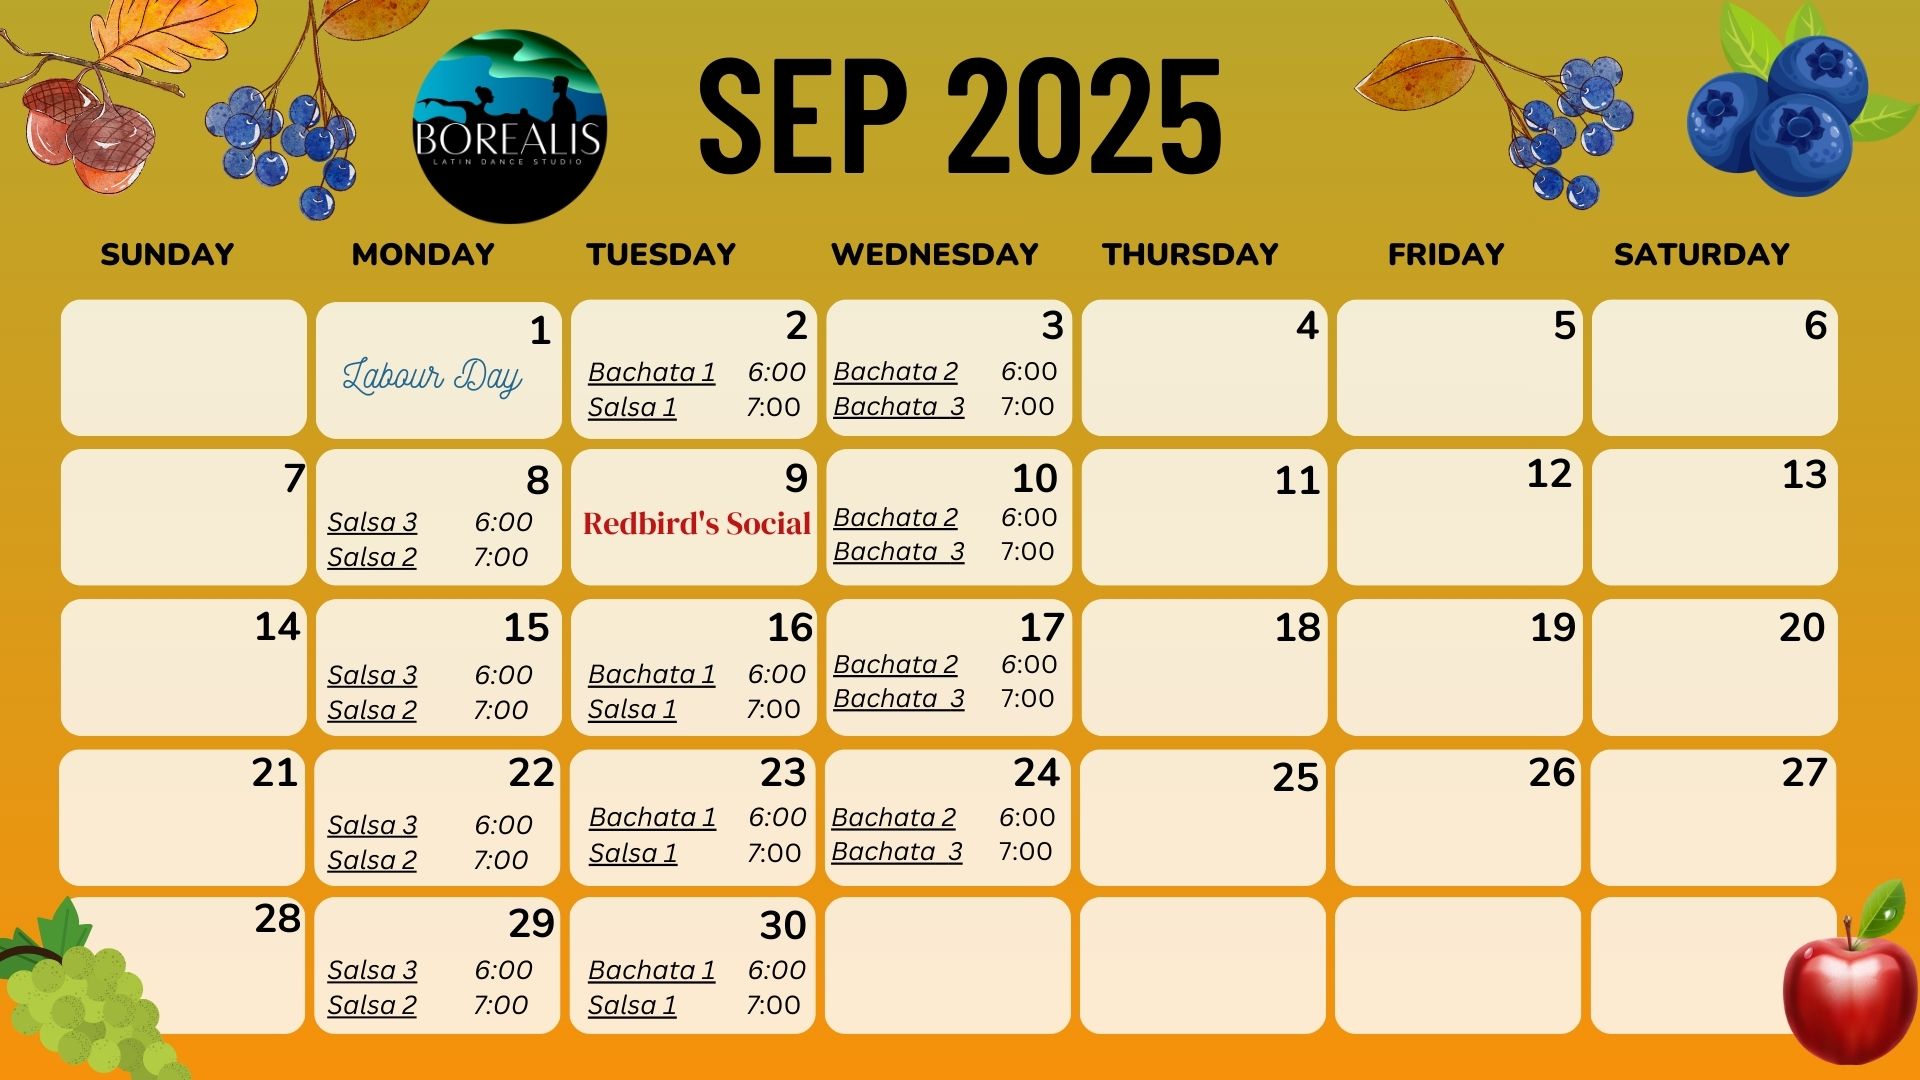 BOREALIS
LATIN DANCE STUDIO
SEP 2025
SUNDAY MONDAY TUESDAY WEDNESDAY THURSDAY FRIDAY SATURDAY
1 2 3 4 5 6
Labour Day
Bachata 1 6:00
Salsa 1 7:00
Bachata 2 6:00
Bachata 3 7:00
7 8 9 10 11 12 13
Salsa 3 6:00
Salsa 2 7:00
Redbird's Social
Bachata 2 6:00
Bachata 3 7:00
14 15 16 17 18 19 20
Salsa 3 6:00
Salsa 2 7:00
Bachata 1 6:00
Salsa 1 7:00
Bachata 2 6:00
Bachata 3 7:00
21 22 23 24 25 26 27
Salsa 3 6:00
Salsa 2 7:00
Bachata 1 6:00
Salsa 1 7:00
Bachata 2 6:00
Bachata 3 7:00
28 29 30
Salsa 3 6:00
Salsa 2 7:00
Bachata 1 6:00
Salsa 1 7:00